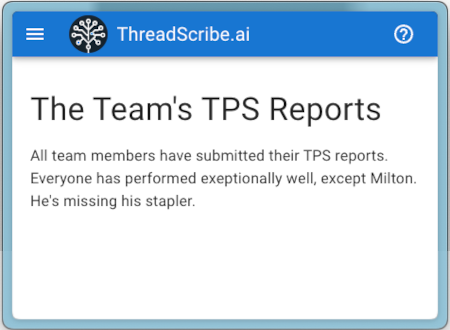 ThreadScribe.ai
The Team's TPS Reports
All team members have submitted their TPS reports.
Everyone has performed exeptionally well, except Milton.
He's missing his stapler.